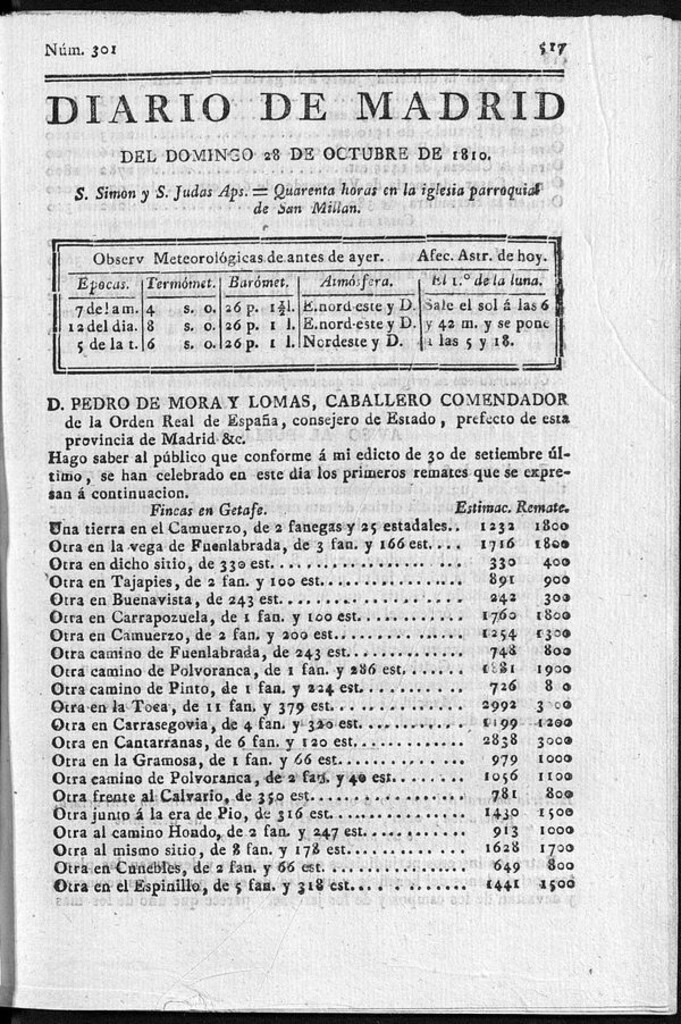 Núm. 301 517
DIARIO DE MADRID
DEL DOMINGO 28 DE OCTUBRE DE 1810.
S. Simon y S. Judas Aps. = Quarenta horas en la iglesia parroquial
de San Millan.
Observ Meteorológicas de antes de ayer. Afec. Astr. de hoy.
Epocas. Termómet. Barómet. Atmósfera. El 1.º de la luna.
7 de la m. 4 s. 0. 26 p. 1½ l. E. nord-este y D. Sale el sol á las 6
12 del dia. 8 s. 0. 26 p. 1 l. E. nord-este y D. y 42 m. y se pone
5 de la t. 6 s. 0. 26 p. 1 l. Nordeste y D. á las 5 y 18.
D. PEDRO DE MORA Y LOMAS, CABALLERO COMENDADOR
de la Orden Real de España, consejero de Estado, prefecto de esta
provincia de Madrid &c.
Hago saber al público que conforme á mi edicto de 30 de setiembre úl-
timo, se han celebrado en este dia los primeros remates que se expre-
san á continuacion.
Fincas en Getafe. Estimac. Remate.
Una tierra en el Camuerzo, de 2 fanegas y 25 estadales.. 1232 1800
Otra en la vega de Fuenlabrada, de 3 fan. y 166 est.... 1716 1800
Otra en dicho sitio, de 330 est. 330 400
Otra en Tajapies, de 2 fan. y 100 est. 891 900
Otra en Buenavista, de 243 est. 242 300
Otra en Carrapozuela, de 1 fan. y 100 est. 1760 1800
Otra en Camuerzo, de 2 fan. y 200 est. 1254 1300
Otra camino de Fuenlabrada, de 243 est. 748 800
Otra camino de Polvoranca, de 1 fan. y 286 est. 1881 1900
Otra camino de Pinto, de 1 fan. y 224 est. 726 8 0
Otra en la Toca, de 11 fan. y 379 est. 2992 3 00
Otra en Carrasegovia, de 4 fan. y 320 est. 1199 1200
Otra en Cantarranas, de 6 fan. y 120 est. 2838 3000
Otra en la Gramosa, de 1 fan. y 66 est. 979 1000
Otra camino de Polvoranca, de 2 fan. y 40 est. 1056 1100
Otra frente al Calvario, de 350 est. 781 800
Otra junto á la era de Pio, de 316 est. 1430 1500
Otra al camino Hondo, de 2 fan. y 247 est. 913 1000
Otra al mismo sitio, de 8 fan. y 178 est. 1628 1700
Otra en Cunebles, de 2 fan. y 66 est. 649 800
Otra en el Espinillo, de 5 fan. y 318 est. 1441 1500